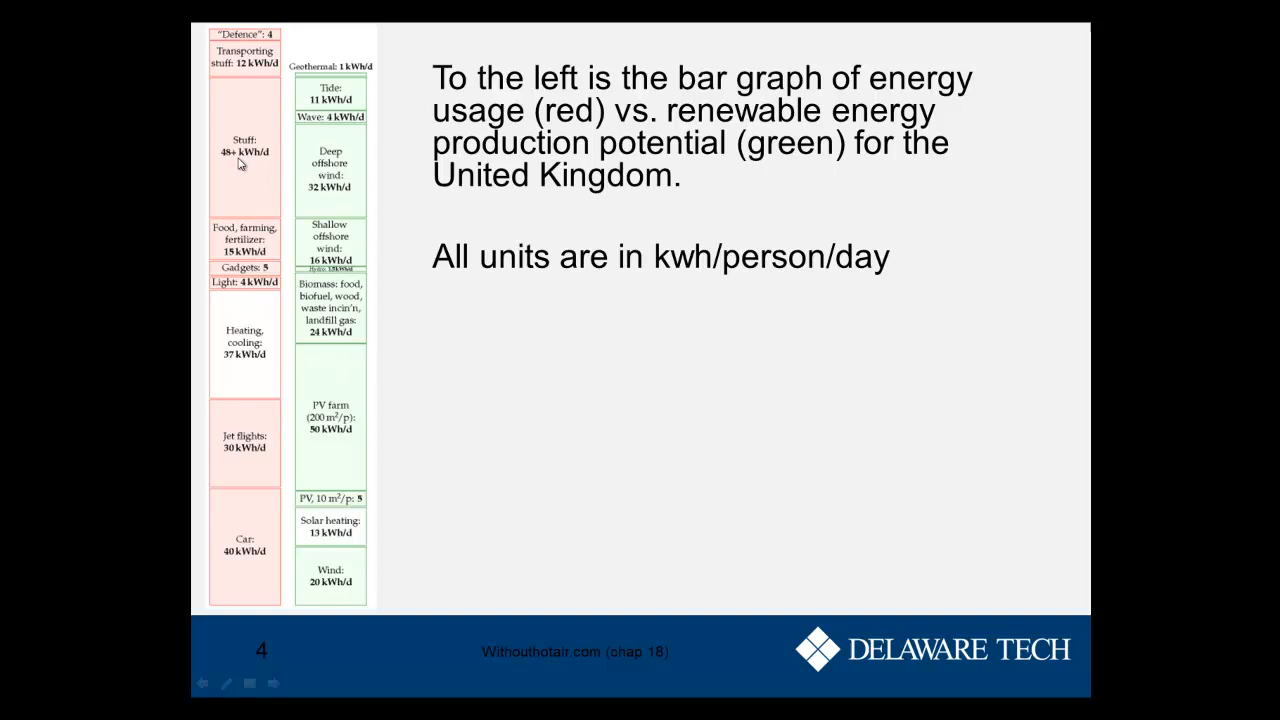 “Defence”: 4
Transporting
stuff: 12 kWh/d
Stuff:
48+ kWh/d
Food, farming,
fertilizer:
15 kWh/d
Gadgets: 5
Light: 4 kWh/d
Heating,
cooling:
37 kWh/d
Jet flights:
30 kWh/d
Car:
40 kWh/d
Geothermal: 1 kWh/d
Tide:
11 kWh/d
Wave: 4 kWh/d
Deep
offshore
wind:
32 kWh/d
Shallow
offshore
wind:
16 kWh/d
Hydro: 1.5 kWh/d
Biomass: food,
biofuel, wood,
waste incin’n,
landfill gas:
24 kWh/d
PV farm
(200 m²/p):
50 kWh/d
PV, 10 m²/p: 5
Solar heating:
13 kWh/d
Wind:
20 kWh/d
To the left is the bar graph of energy
usage (red) vs. renewable energy
production potential (green) for the
United Kingdom.
All units are in kwh/person/day
4
Withouthotair.com (chap 18)
DELAWARE TECH